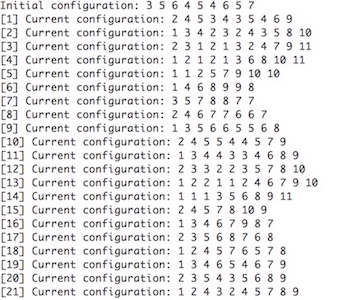 Initial configuration: 3 5 6 4 5 4 6 5 7
[1] Current configuration: 2 4 5 3 4 3 5 4 6 9
[2] Current configuration: 1 3 4 2 3 2 4 3 5 8 10
[3] Current configuration: 2 3 1 2 1 3 2 4 7 9 11
[4] Current configuration: 1 2 1 2 1 3 6 8 10 11
[5] Current configuration: 1 1 2 5 7 9 10 10
[6] Current configuration: 1 4 6 8 9 9 8
[7] Current configuration: 3 5 7 8 8 7 7
[8] Current configuration: 2 4 6 7 7 6 6 7
[9] Current configuration: 1 3 5 6 6 5 5 6 8
[10] Current configuration: 2 4 5 5 4 4 5 7 9
[11] Current configuration: 1 3 4 4 3 3 4 6 8 9
[12] Current configuration: 2 3 3 2 2 3 5 7 8 10
[13] Current configuration: 1 2 2 1 1 2 4 6 7 9 10
[14] Current configuration: 1 1 1 3 5 6 8 9 11
[15] Current configuration: 2 4 5 7 8 10 9
[16] Current configuration: 1 3 4 6 7 9 8 7
[17] Current configuration: 2 3 5 6 8 7 6 8
[18] Current configuration: 1 2 4 5 7 6 5 7 8
[19] Current configuration: 1 3 4 6 5 4 6 7 9
[20] Current configuration: 2 3 5 4 3 5 6 8 9
[21] Current configuration: 1 2 4 3 2 4 5 7 8 9